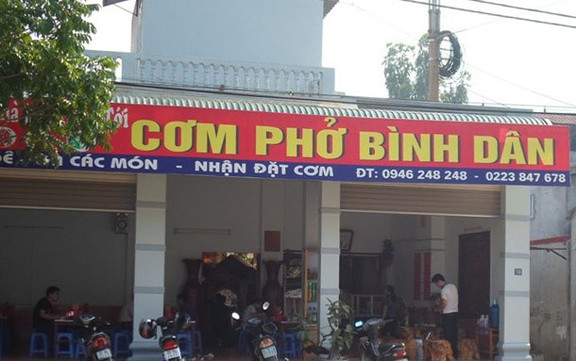 CƠM PHỞ BÌNH DÂN
CÁC MÓN - NHẬN ĐẶT CƠM ĐT: 0946 248 248 - 0223 847 678